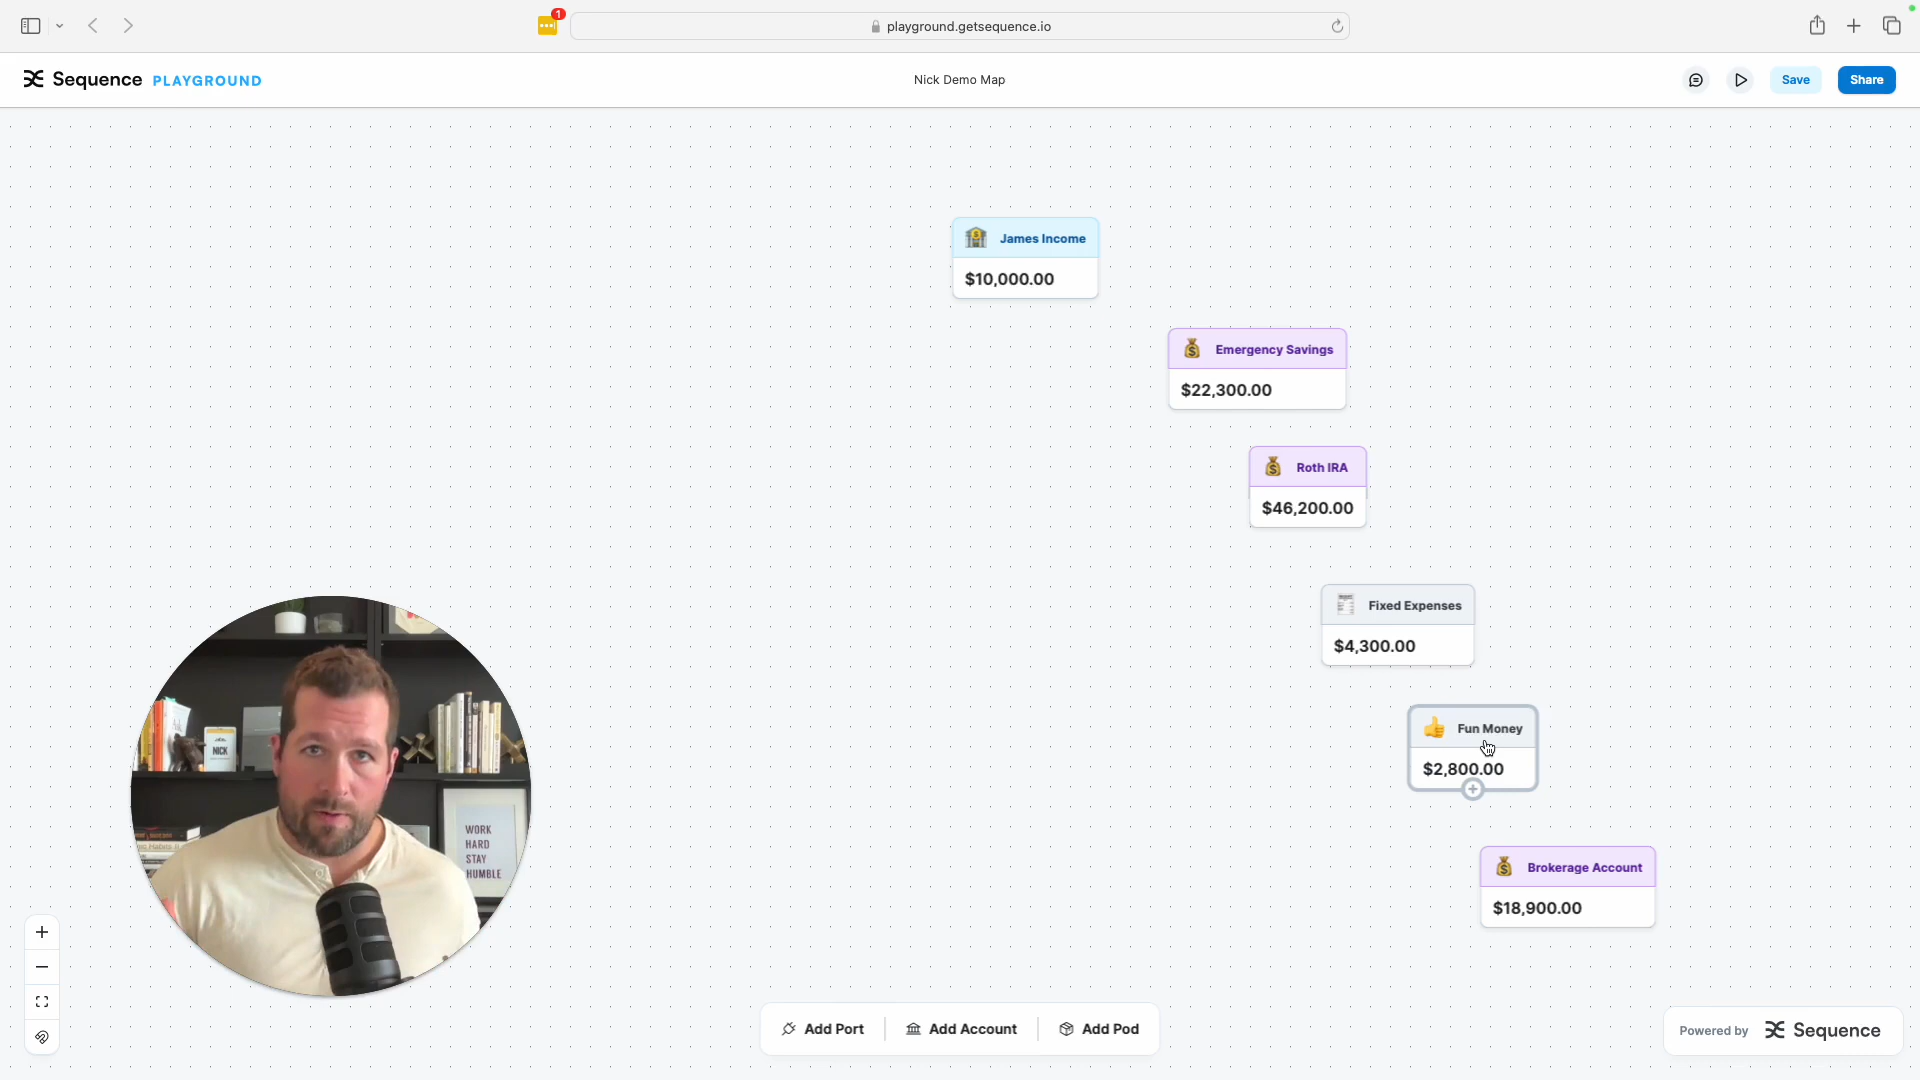 1
playground.getsequence.io
Sequence PLAYGROUND
Nick Demo Map
Save
Share
James Income
$10,000.00
Emergency Savings
$22,300.00
Roth IRA
$46,200.00
Fixed Expenses
$4,300.00
Fun Money
$2,800.00
Brokerage Account
$18,900.00
NICK
WORK
HARD
STAY
HUMBLE
Add Port
Add Account
Add Pod
Powered by Sequence